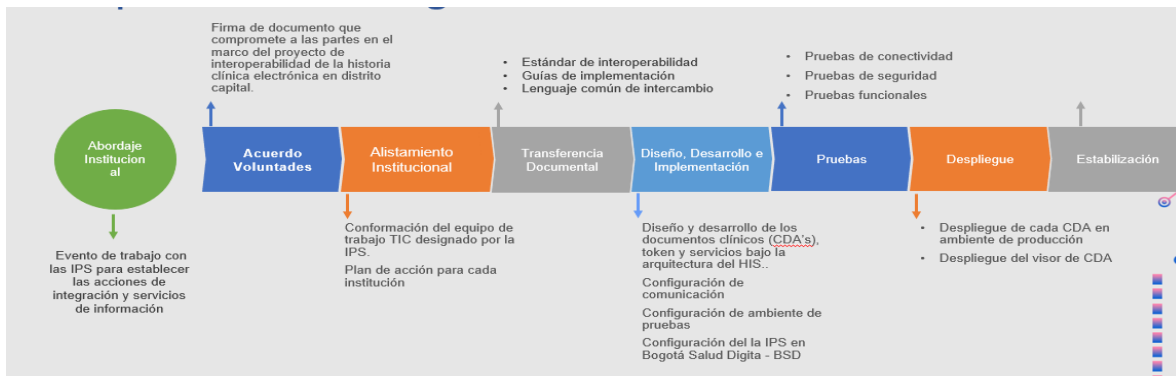 Firma de documento que
compromete a las partes en el
marco del proyecto de
interoperabilidad de la historia
clínica electrónica en distrito
capital.
• Estándar de interoperabilidad
• Guías de implementación
• Lenguaje común de intercambio
• Pruebas de conectividad
• Pruebas de seguridad
• Pruebas funcionales
Abordaje
Institucion
al
Acuerdo
Voluntades
Alistamiento
Institucional
Transferencia
Documental
Diseño, Desarrollo e
Implementación
Pruebas
Despliegue
Estabilización
Evento de trabajo con
las IPS para establecer
las acciones de
integración y servicios
de información
Conformación del equipo de
trabajo TIC designado por la
IPS.
Plan de acción para cada
institución
Diseño y desarrollo de los
documentos clínicos (CDA's),
token y servicios bajo la
arquitectura del HIS..
Configuración de
comunicación
Configuración de ambiente de
pruebas
Configuración del la IPS en
Bogotá Salud Digita - BSD
• Despliegue de cada CDA en
ambiente de producción
• Despliegue del visor de CDA